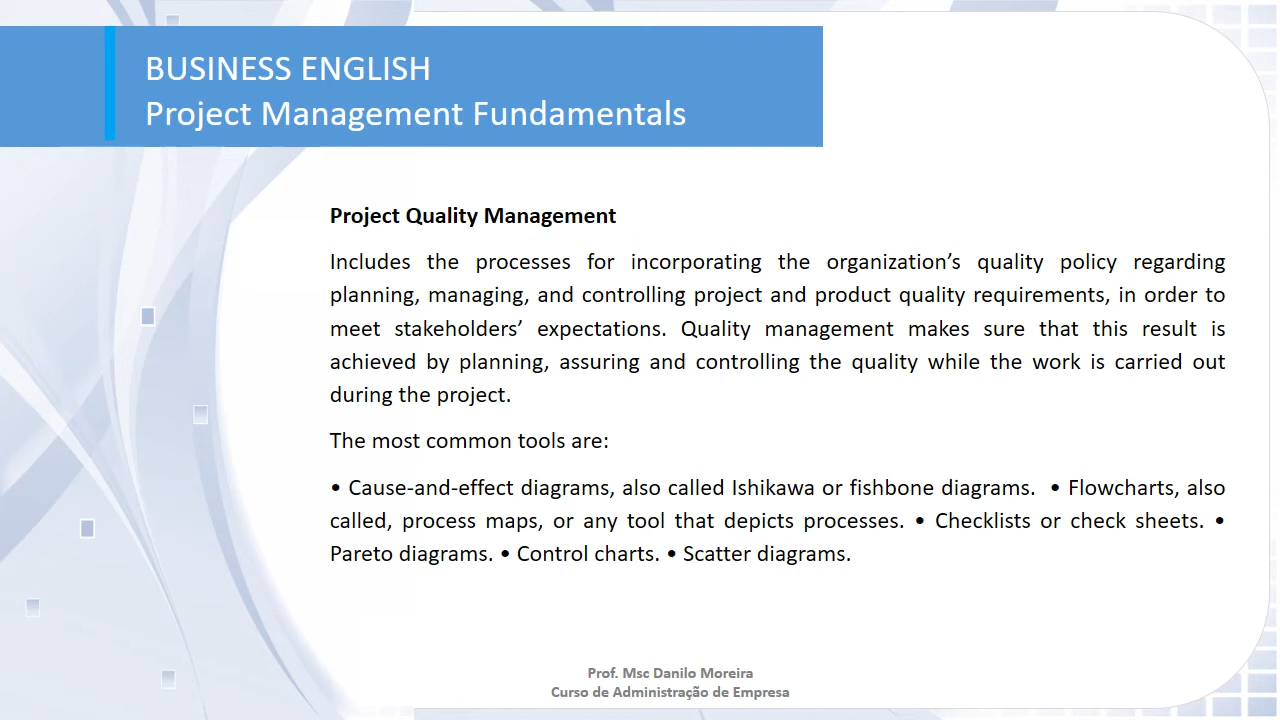 BUSINESS ENGLISH
Project Management Fundamentals
Project Quality Management
Includes the processes for incorporating the organization’s quality policy regarding
planning, managing, and controlling project and product quality requirements, in order to
meet stakeholders’ expectations. Quality management makes sure that this result is
achieved by planning, assuring and controlling the quality while the work is carried out
during the project.
The most common tools are:
• Cause-and-effect diagrams, also called Ishikawa or fishbone diagrams. • Flowcharts, also
called, process maps, or any tool that depicts processes. • Checklists or check sheets. •
Pareto diagrams. • Control charts. • Scatter diagrams.
Prof. Msc Danilo Moreira
Curso de Administração de Empresa